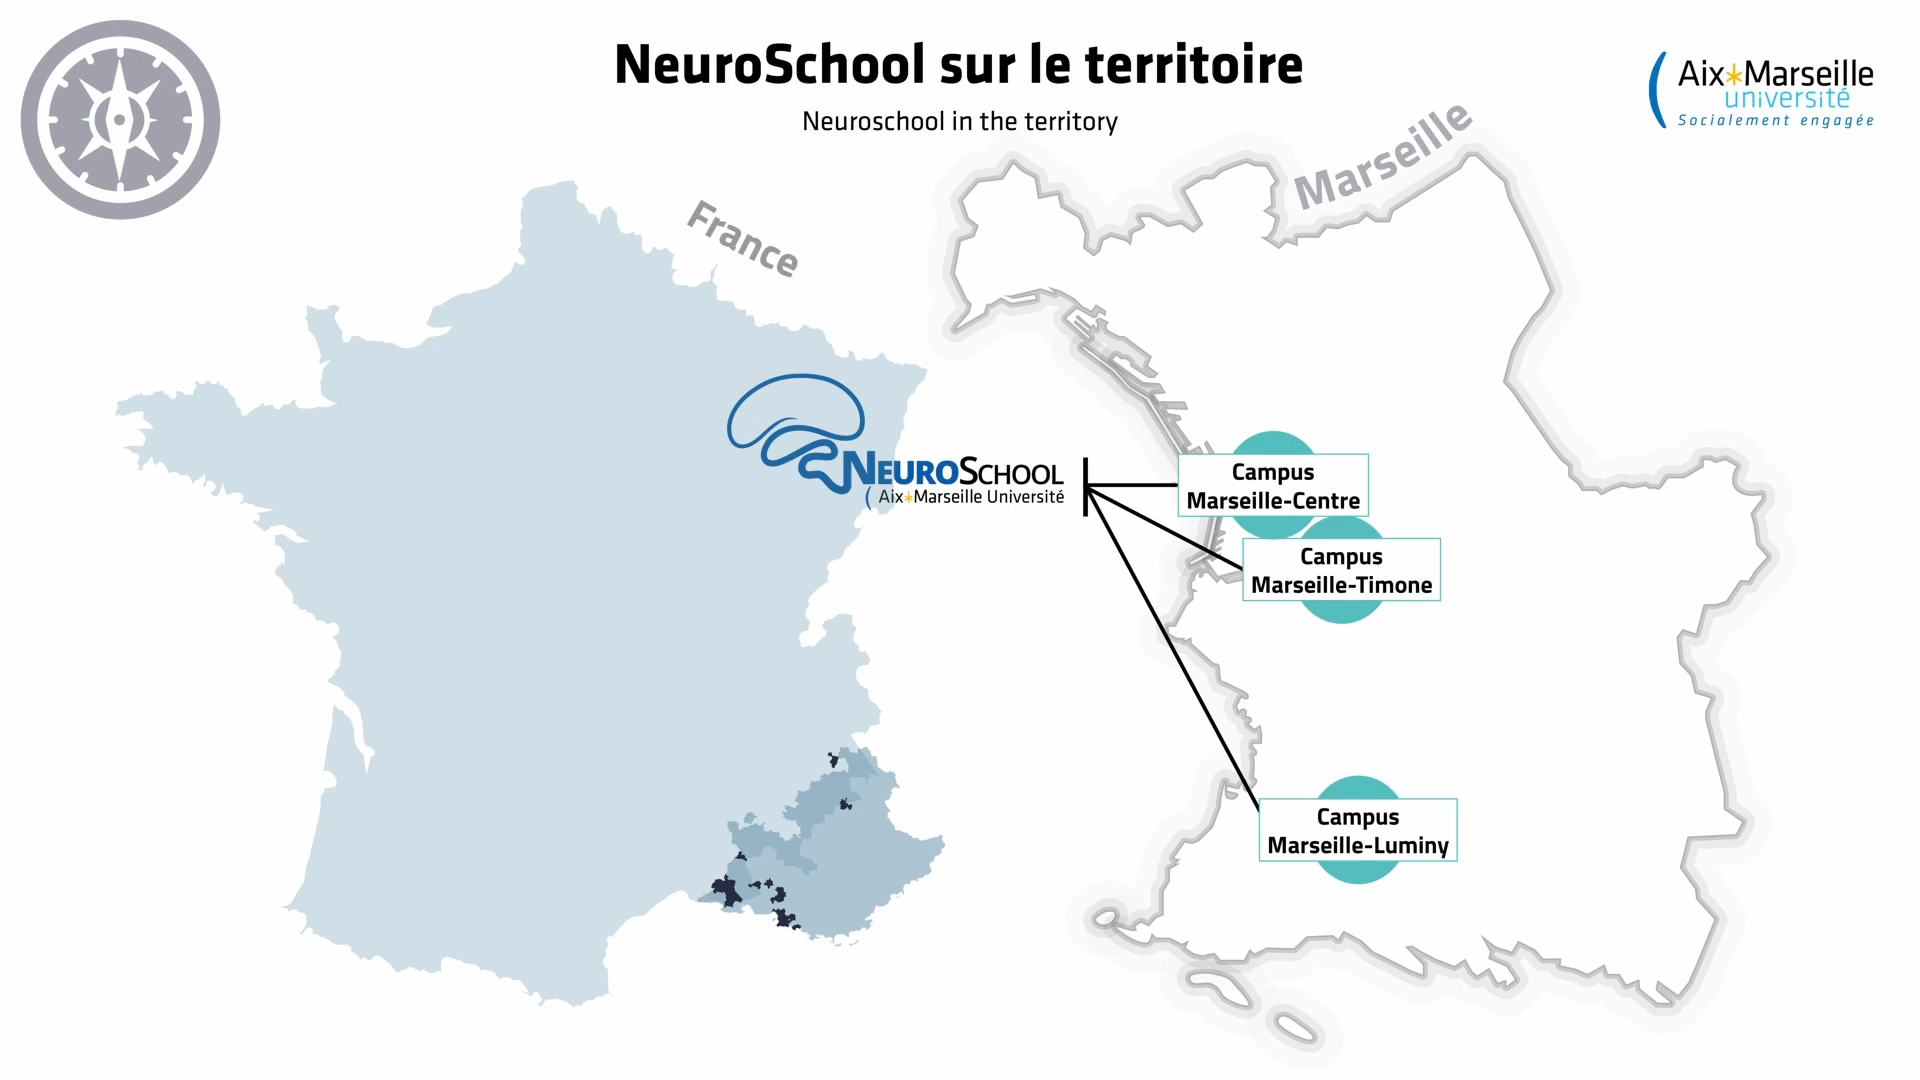 NeuroSchool sur le territoire
Neuroschool in the territory
Aix*Marseille
université
Socialement engagée
France
Marseille
NEUROSCHOOL
Aix*Marseille Université
Campus
Marseille-Centre
Campus
Marseille-Timone
Campus
Marseille-Luminy